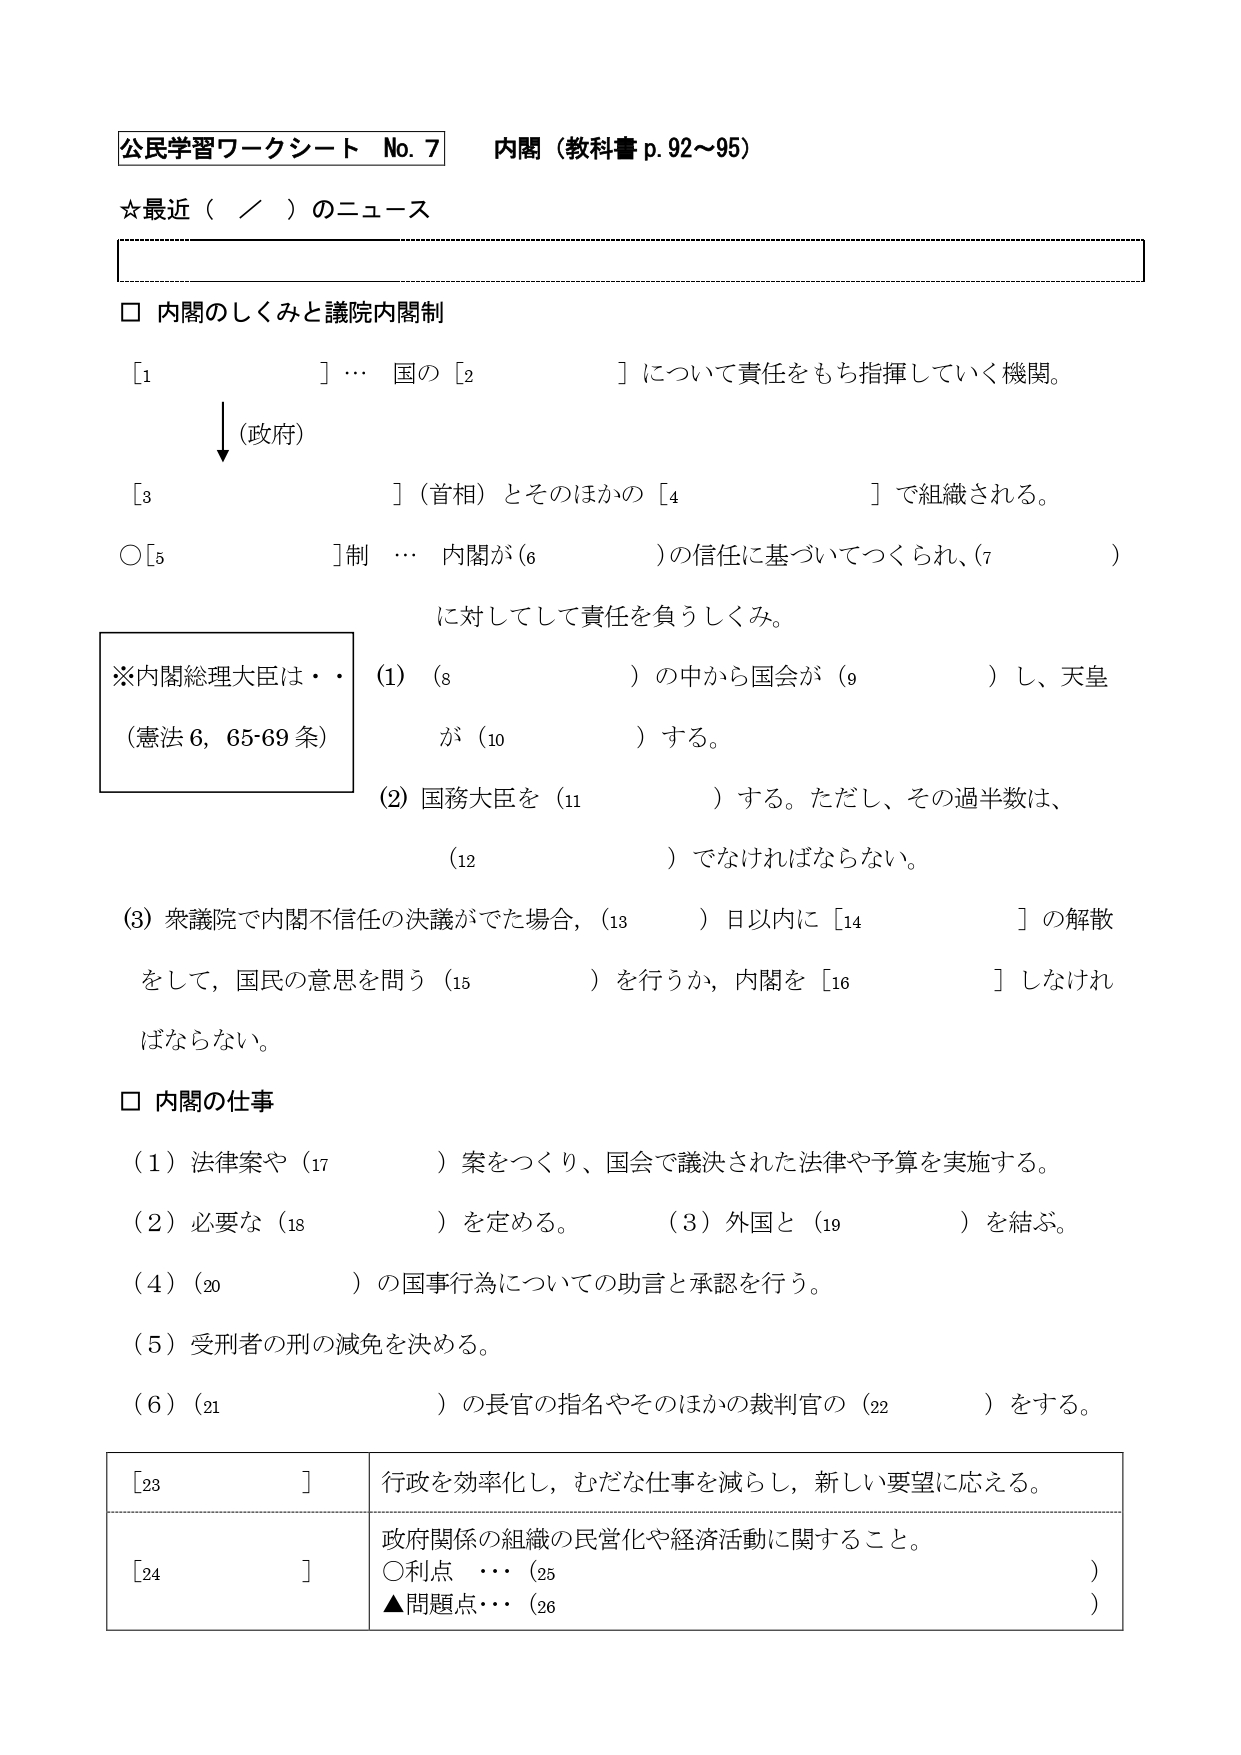 公民学習ワークシート　No. 7　　内閣（教科書 p. 92～95）
☆最近（　／　）のニュース
□ 内閣のしくみと議院内閣制
［1　　　　　　　］…　国の［2　　　　　　］について責任をもち指揮していく機関。
（政府）
［3　　　　　　　　　　］（首相）とそのほかの［4　　　　　　　　］で組織される。
○[5　　　　　　　]制　…　内閣が(6　　　　　)の信任に基づいてつくられ、(7　　　　　)
に対してして責任を負うしくみ。
※内閣総理大臣は・・
（憲法 6，65-69 条）
(1) （8　　　　　　　）の中から国会が（9　　　　　）し、天皇
が（10　　　　　）する。
(2) 国務大臣を（11　　　　　）する。ただし、その過半数は、
（12　　　　　　　　）でなければならない。
(3) 衆議院で内閣不信任の決議がでた場合，（13　　　）日以内に［14　　　　　　］の解散
をして，国民の意思を問う（15　　　　　）を行うか，内閣を［16　　　　　　］しなけれ
ばならない。
□ 内閣の仕事
（１）法律案や（17　　　　）案をつくり、国会で議決された法律や予算を実施する。
（２）必要な（18　　　　　）を定める。　　　　（３）外国と（19　　　　　）を結ぶ。
（４）（20　　　　　）の国事行為についての助言と承認を行う。
（５）受刑者の刑の減免を決める。
（６）（21　　　　　　　　　）の長官の指名やそのほかの裁判官の（22　　　　）をする。
［23　　　　　　］　行政を効率化し，むだな仕事を減らし，新しい要望に応える。
［24　　　　　　］
政府関係の組織の民営化や経済活動に関すること。
○利点　･･･（25　　　　　　　　　　　　　　　　　　　　　　）
▲問題点･･･（26　　　　　　　　　　　　　　　　　　　　　　）